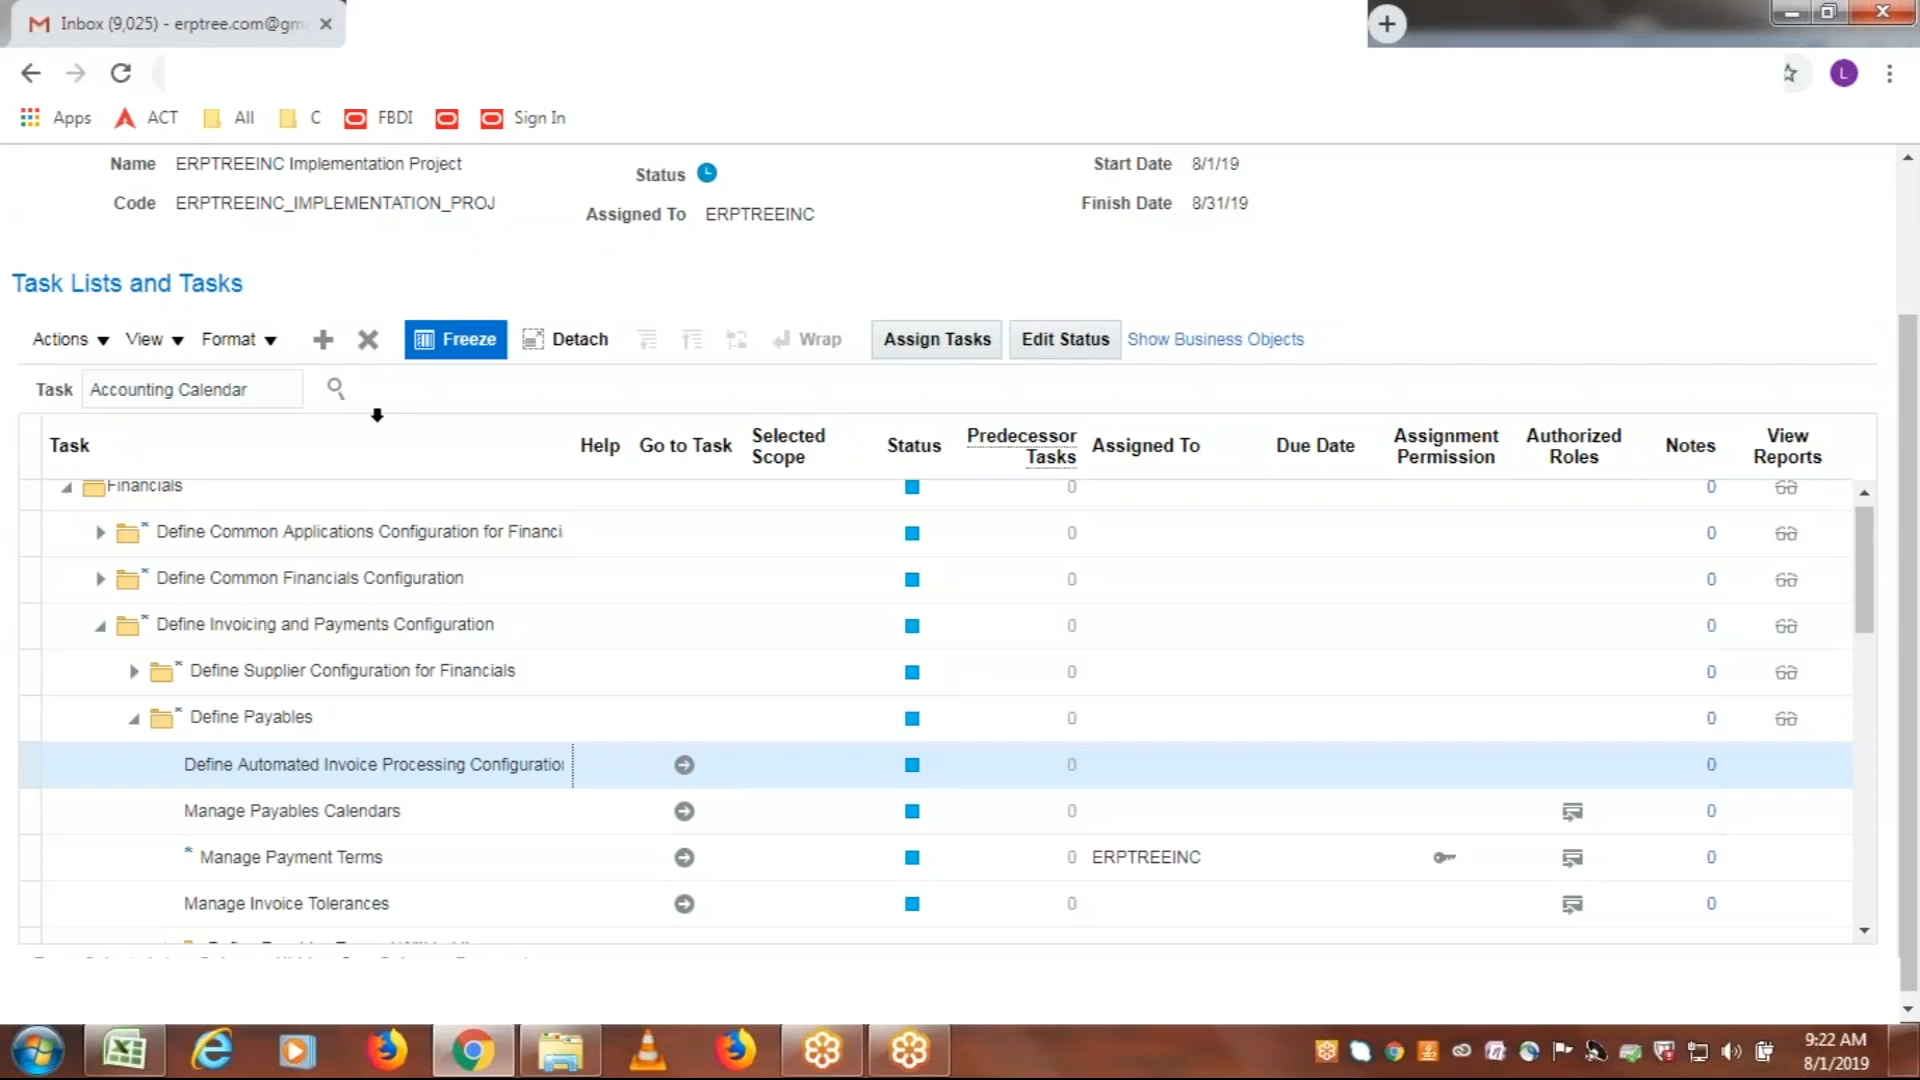 Inbox (9,025) - erptree.com@gm
L
Apps ACT All C FBDI Sign In
Name ERPTREEINC Implementation Project Status Start Date 8/1/19
Code ERPTREEINC_IMPLEMENTATION_PROJ Assigned To ERPTREEINC Finish Date 8/31/19
Task Lists and Tasks
Actions View Format Freeze Detach Wrap Assign Tasks Edit Status Show Business Objects
Task Accounting Calendar
Task Help Go to Task Selected Scope Status Predecessor Tasks Assigned To Due Date Assignment Permission Authorized Roles Notes View Reports
Financials 0 0
Define Common Applications Configuration for Financi 0 0
Define Common Financials Configuration 0 0
Define Invoicing and Payments Configuration 0 0
Define Supplier Configuration for Financials 0 0
Define Payables 0 0
Define Automated Invoice Processing Configuration 0 0
Manage Payables Calendars 0 0
* Manage Payment Terms 0 ERPTREEINC 0
Manage Invoice Tolerances 0 0
9:22 AM
8/1/2019